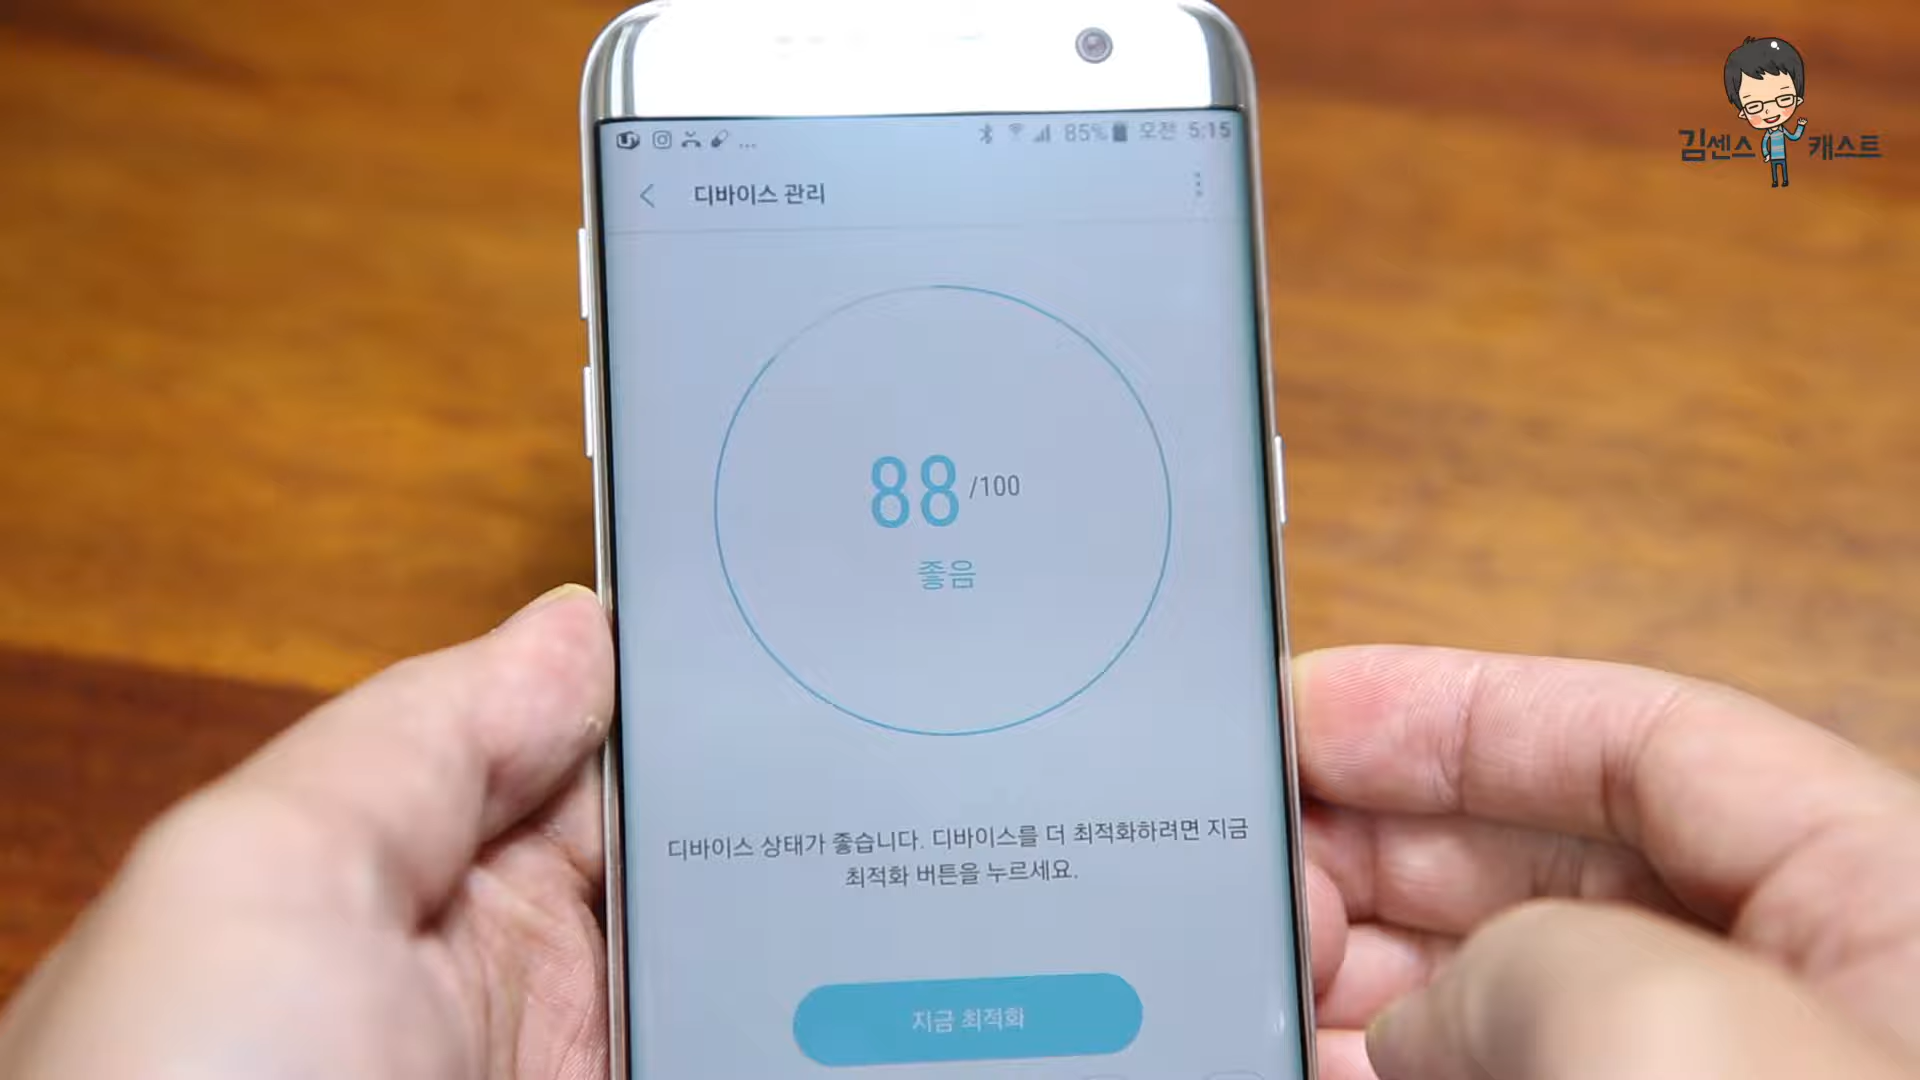 85% 오전 5:15
디바이스 관리
88 /100
좋음
디바이스 상태가 좋습니다. 디바이스를 더 최적화하려면 지금
최적화 버튼을 누르세요.
지금 최적화
김센스 캐스트